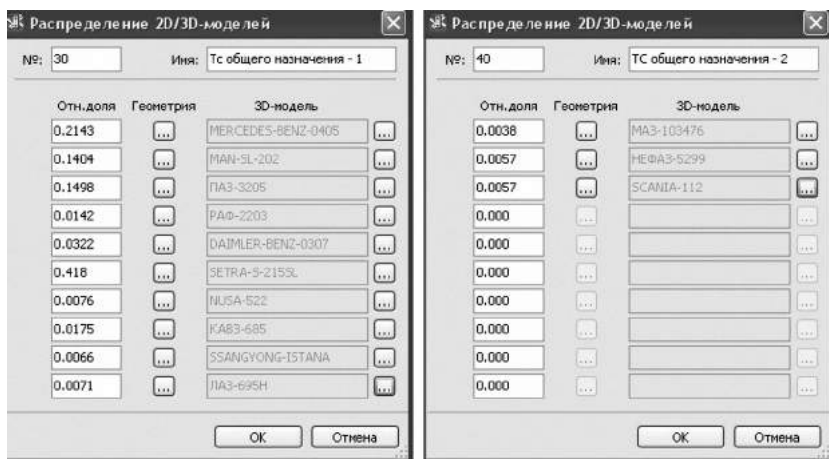 Распределение 2D/3D-моделей
№: 30 Имя: Тс общего назначения - 1
Отн.доля Геометрия 3D-модель
0.2143 ... MERCEDES-BENZ-O405 ...
0.1404 ... MAN-SL-202 ...
0.1498 ... ПАЗ-3205 ...
0.0142 ... РАФ-2203 ...
0.0322 ... DAIMLER-BENZ-O307 ...
0.418 ... SETRA-S-215SL ...
0.0076 ... NUSA-522 ...
0.0175 ... КАВЗ-685 ...
0.0066 ... SSANGYONG-ISTANA ...
0.0071 ... ЛАЗ-695Н ...
OK Отмена
Распределение 2D/3D-моделей
№: 40 Имя: ТС общего назначения - 2
Отн.доля Геометрия 3D-модель
0.0038 ... МАЗ-103476 ...
0.0057 ... НЕФАЗ-5299 ...
0.0057 ... SCANIA-112 ...
0.000 ... ...
0.000 ... ...
0.000 ... ...
0.000 ... ...
0.000 ... ...
0.000 ... ...
0.000 ... ...
OK Отмена